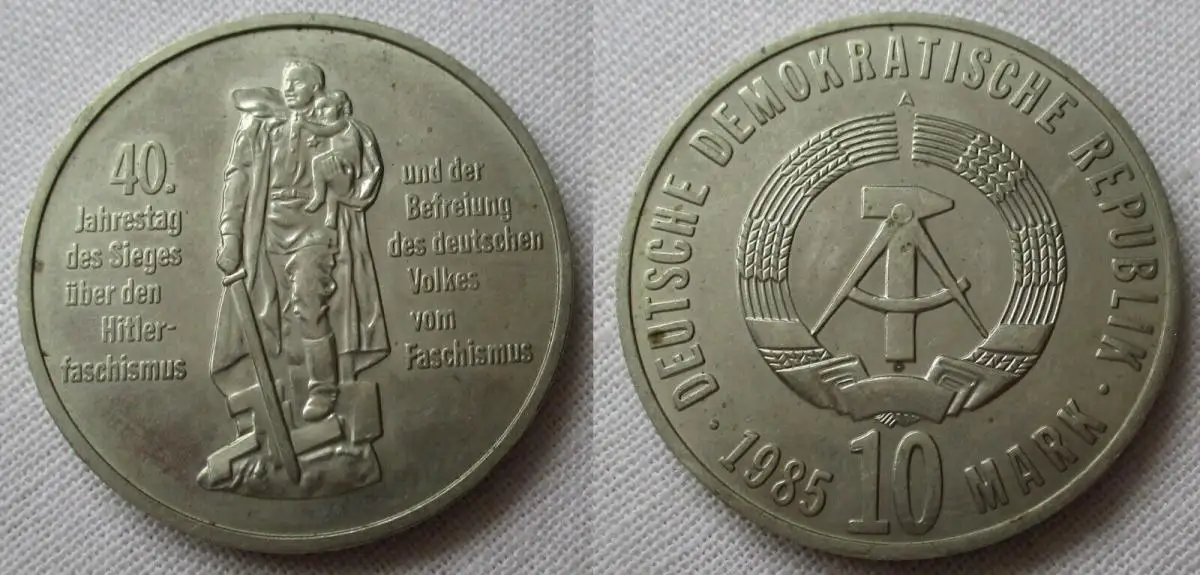 40.
Jahrestag
des Sieges
über den
Hitler-
faschismus
und der
Befreiung
des deutschen
Volkes
vom
Faschismus
DEUTSCHE DEMOKRATISCHE REPUBLIK
A
· 1985 10 MARK ·